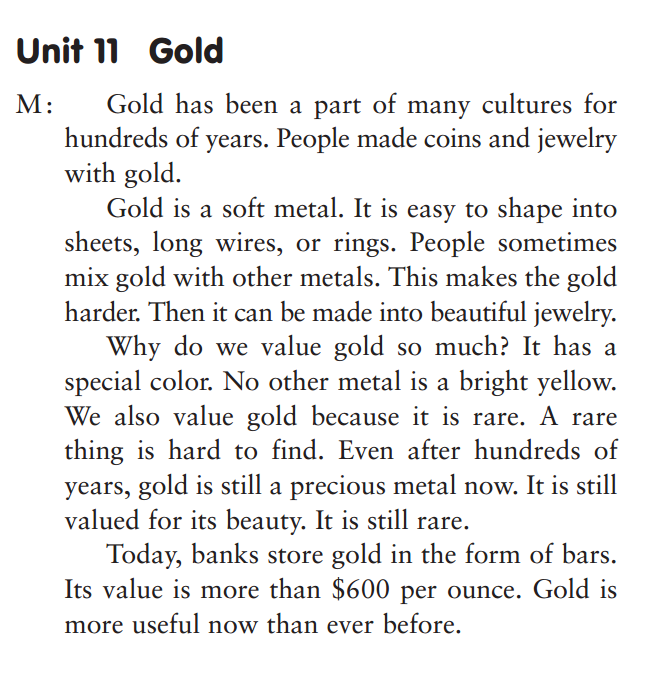 Unit 11 Gold
M: Gold has been a part of many cultures for
hundreds of years. People made coins and jewelry
with gold.
Gold is a soft metal. It is easy to shape into
sheets, long wires, or rings. People sometimes
mix gold with other metals. This makes the gold
harder. Then it can be made into beautiful jewelry.
Why do we value gold so much? It has a
special color. No other metal is a bright yellow.
We also value gold because it is rare. A rare
thing is hard to find. Even after hundreds of
years, gold is still a precious metal now. It is still
valued for its beauty. It is still rare.
Today, banks store gold in the form of bars.
Its value is more than $600 per ounce. Gold is
more useful now than ever before.